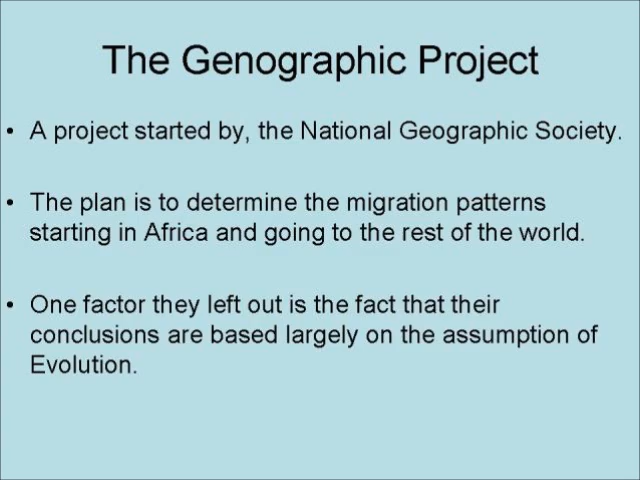 The Genographic Project
• A project started by, the National Geographic Society.
• The plan is to determine the migration patterns
starting in Africa and going to the rest of the world.
• One factor they left out is the fact that their
conclusions are based largely on the assumption of
Evolution.